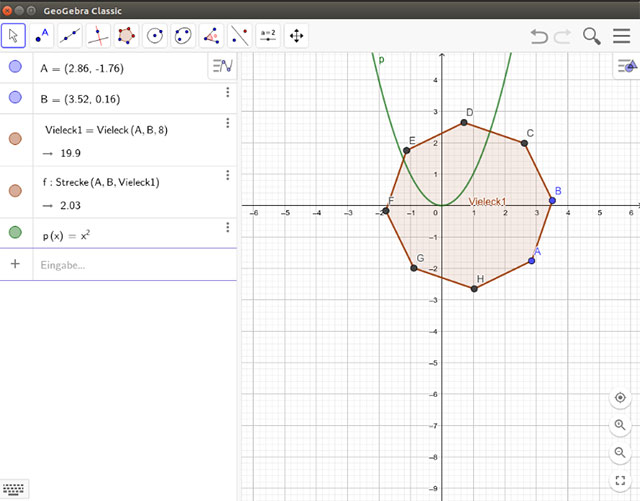 GeoGebra Classic
A
a = 2
A = (2.86, -1.76)
B = (3.52, 0.16)
Vieleck1 = Vieleck (A, B, 8)
→ 19.9
f : Strecke (A, B, Vieleck1)
→ 2.03
p(x) = x²
+ Eingabe...
p
4
3
2
1
0
−1
−2
−3
−4
−5
−6
−7
−8
−9
−6 −5 −4 −3 −2 −1 0 1 2 3 4 5 6
D
E
C
B
F
Vieleck1
A
G
H